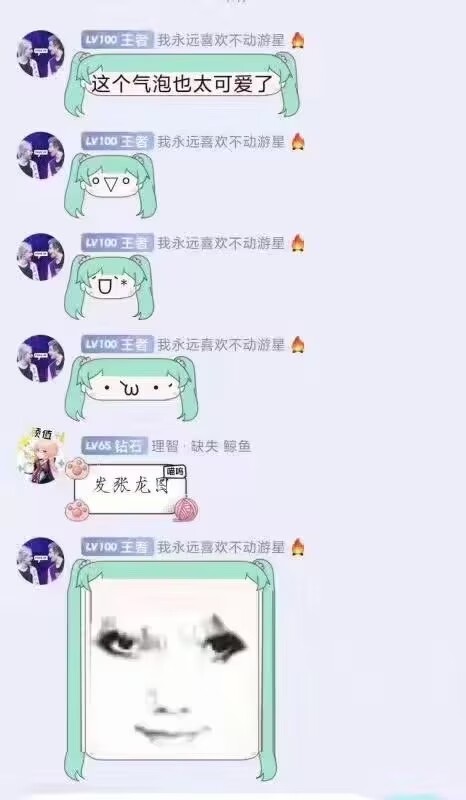 LV100 王者 我永远喜欢不动游星
这个气泡也太可爱了
LV100 王者 我永远喜欢不动游星
°▽°
LV100 王者 我永远喜欢不动游星
LV100 王者 我永远喜欢不动游星
·ω·
LV65 钻石 理智·缺失 鲸鱼
喵呜
发张龙图
LV100 王者 我永远喜欢不动游星